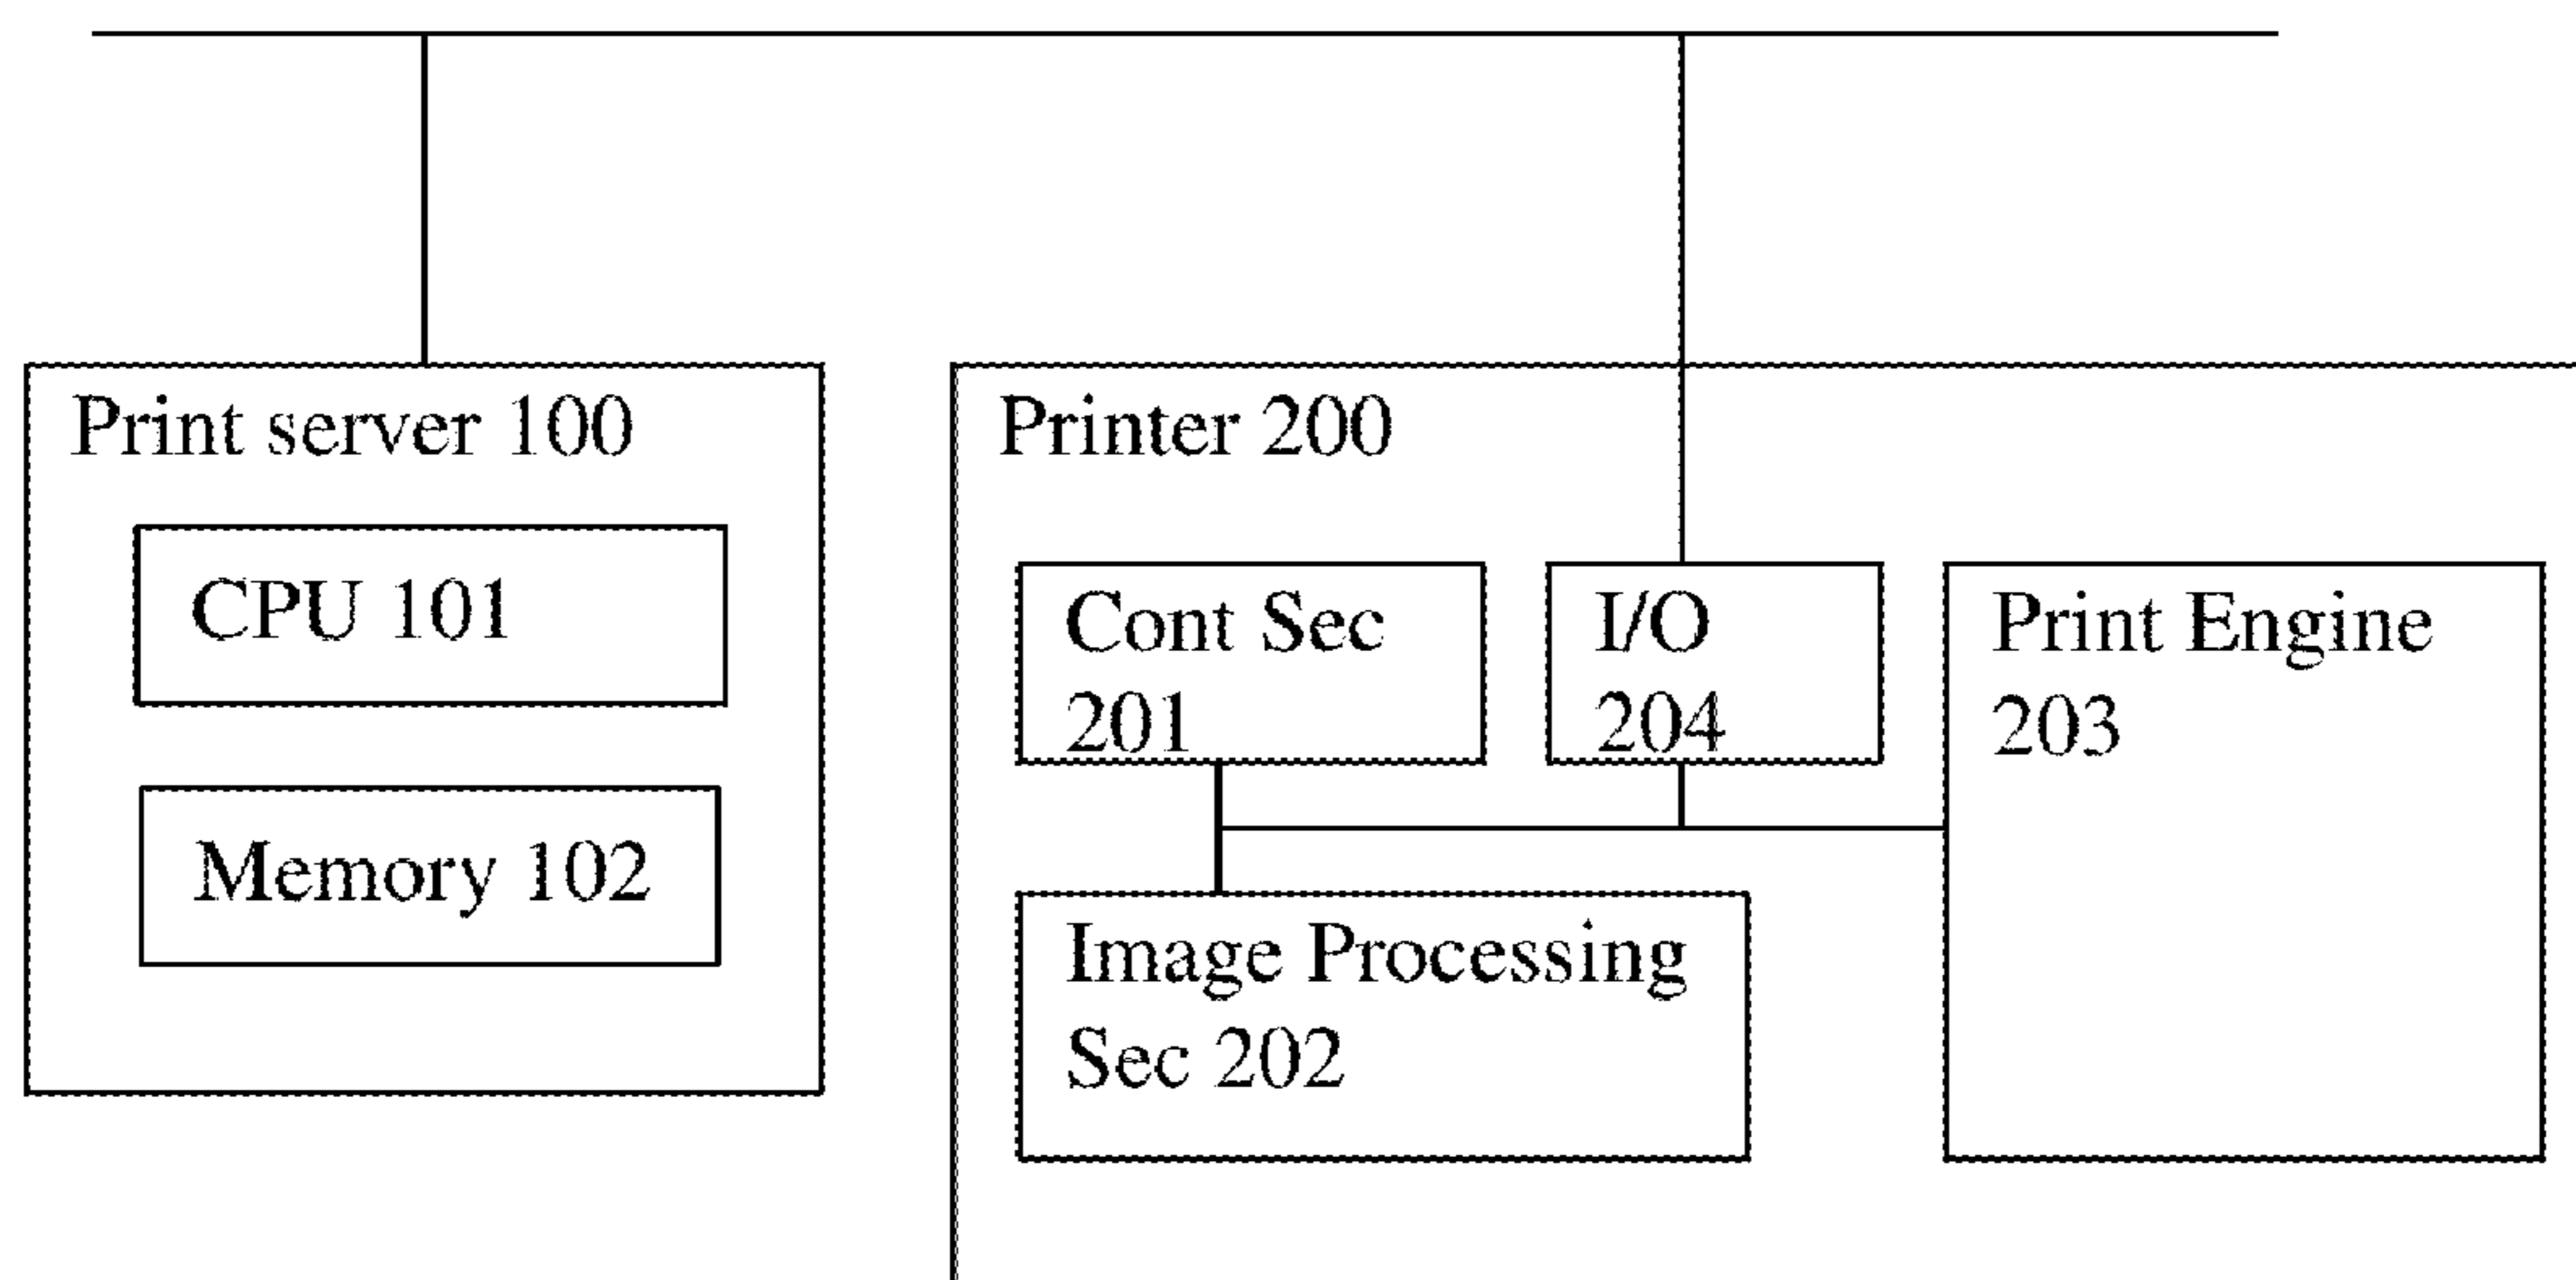 Print server 100
CPU 101
Memory 102
Printer 200
Cont Sec
201
I/O
204
Print Engine
203
Image Processing
Sec 202